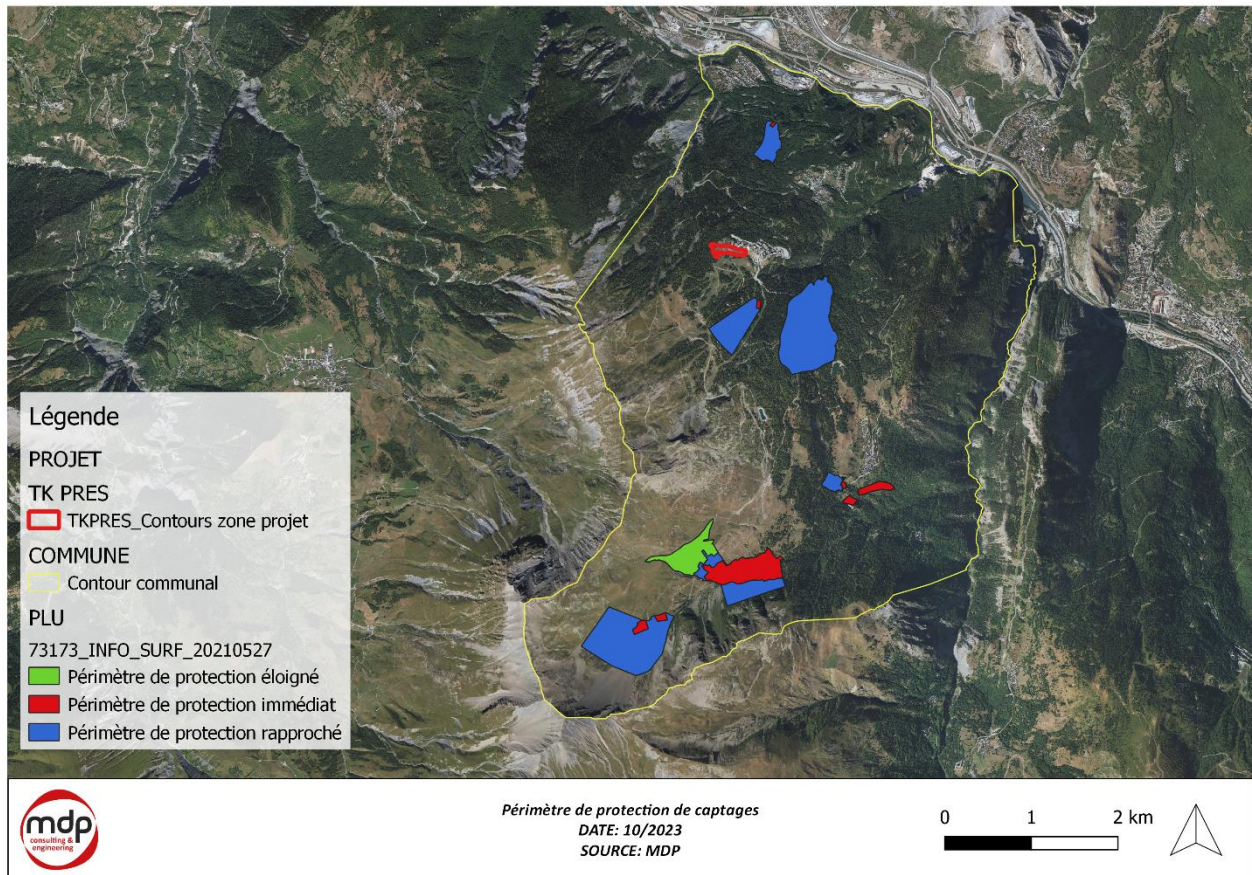 Légende
PROJET
TK PRES
TKPRES_Contours zone projet
COMMUNE
Contour communal
PLU
73173_INFO_SURF_20210527
Périmètre de protection éloigné
Périmètre de protection immédiat
Périmètre de protection rapproché
mdp
consulting &
engineering
Périmètre de protection de captages
DATE: 10/2023
SOURCE: MDP
0 1 2 km